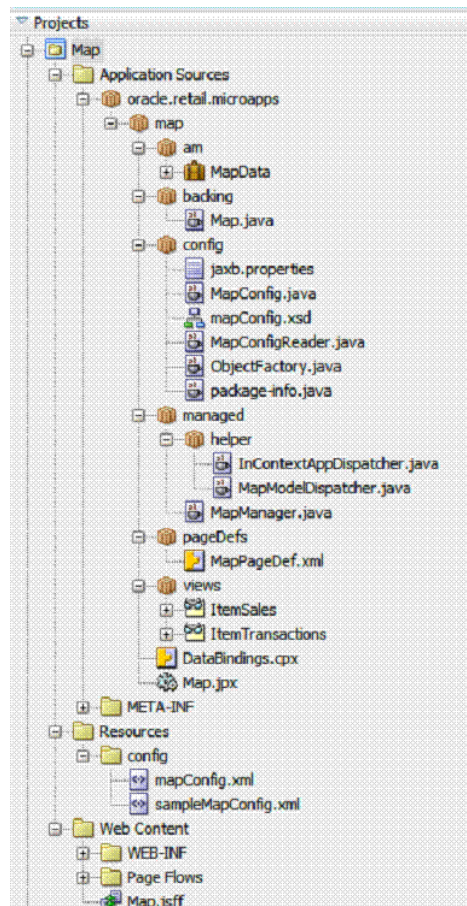 Projects
Map
Application Sources
oracle.retail.microapps
map
am
MapData
backing
Map.java
config
jaxb.properties
MapConfig.java
mapConfig.xsd
MapConfigReader.java
ObjectFactory.java
package-info.java
managed
helper
InContextAppDispatcher.java
MapModelDispatcher.java
MapManager.java
pageDefs
MapPageDef.xml
views
ItemSales
ItemTransactions
DataBindings.cpx
Map.jpx
META-INF
Resources
config
mapConfig.xml
sampleMapConfig.xml
Web Content
WEB-INF
Page Flows
Map.jsff